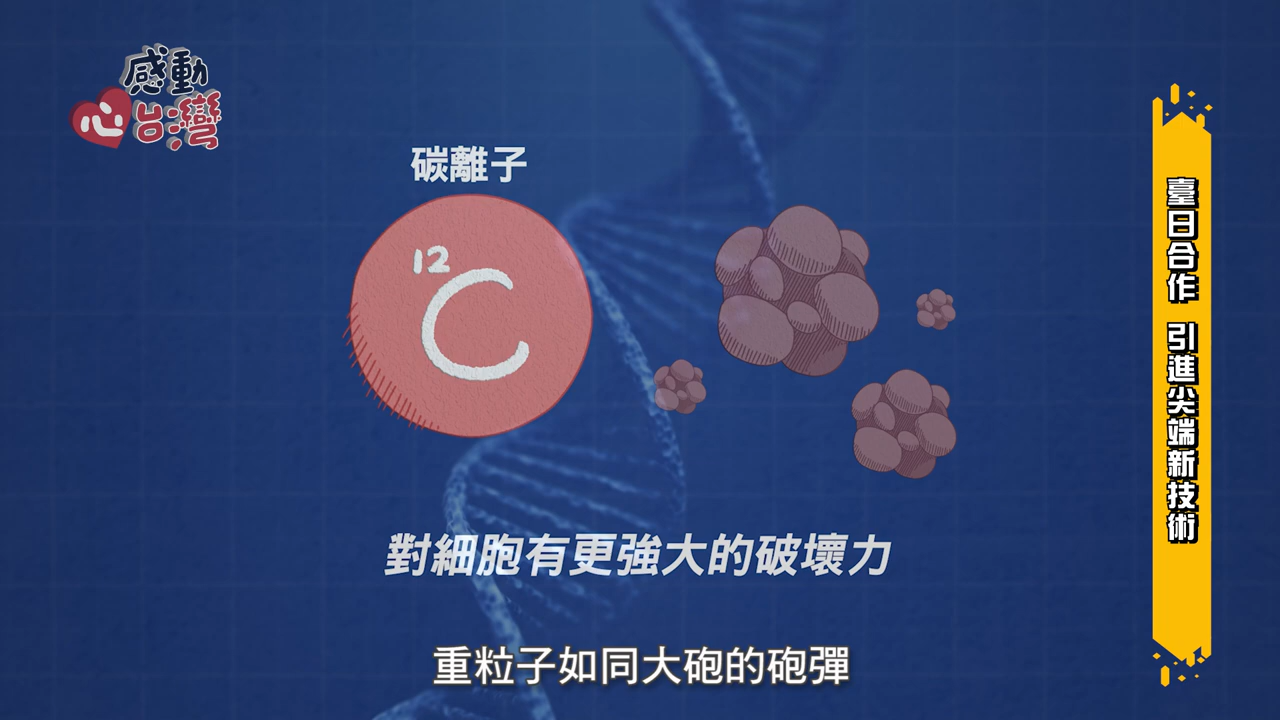 感動
心台灣
碳離子
12
C
對細胞有更強大的破壞力
重粒子如同大砲的砲彈
臺日合作 引進尖端新技術